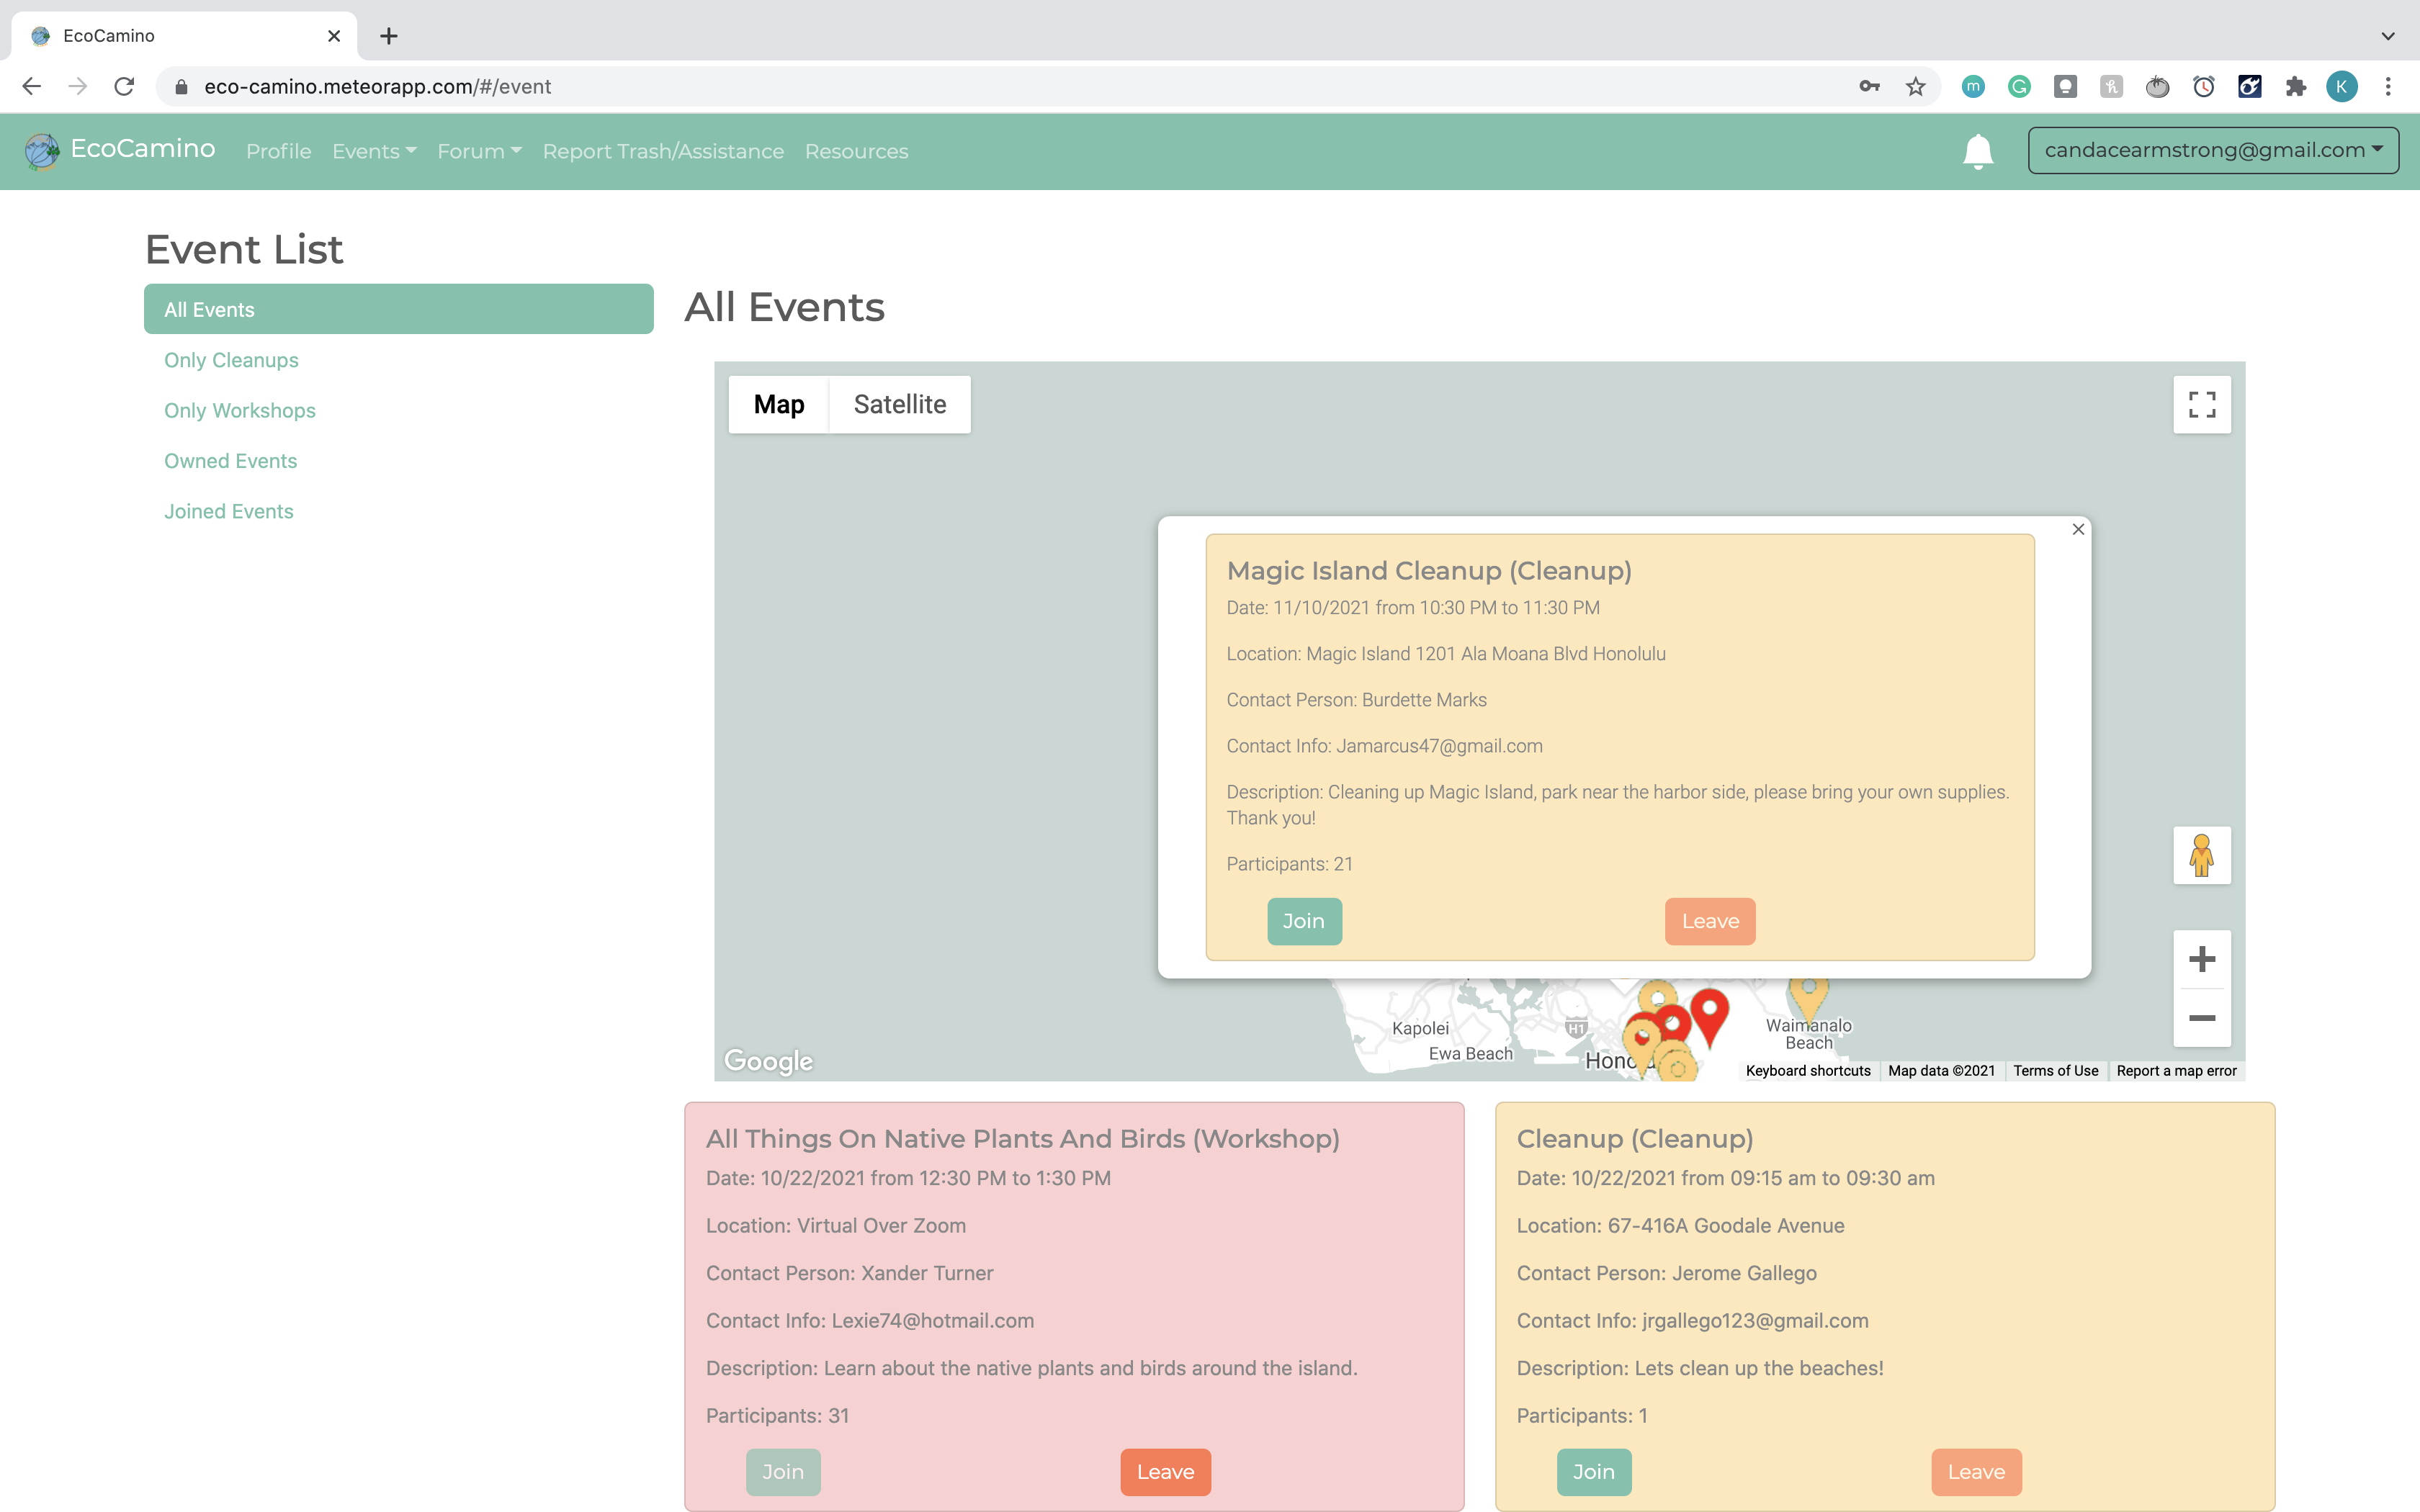 EcoCamino
eco-camino.meteorapp.com/#/event
m
K
EcoCamino
Profile
Events
Forum
Report Trash/Assistance
Resources
candacearmstrong@gmail.com
Event List
All Events
Only Cleanups
Only Workshops
Owned Events
Joined Events
All Events
Map
Satellite
Magic Island Cleanup (Cleanup)
Date: 11/10/2021 from 10:30 PM to 11:30 PM
Location: Magic Island 1201 Ala Moana Blvd Honolulu
Contact Person: Burdette Marks
Contact Info: Jamarcus47@gmail.com
Description: Cleaning up Magic Island, park near the harbor side, please bring your own supplies.
Thank you!
Participants: 21
Join
Leave
Kapolei
Ewa Beach
H1
Waimanalo
Beach
Google
Keyboard shortcuts
Map data ©2021
Terms of Use
Report a map error
All Things On Native Plants And Birds (Workshop)
Date: 10/22/2021 from 12:30 PM to 1:30 PM
Location: Virtual Over Zoom
Contact Person: Xander Turner
Contact Info: Lexie74@hotmail.com
Description: Learn about the native plants and birds around the island.
Participants: 31
Join
Leave
Cleanup (Cleanup)
Date: 10/22/2021 from 09:15 am to 09:30 am
Location: 67-416A Goodale Avenue
Contact Person: Jerome Gallego
Contact Info: jrgallego123@gmail.com
Description: Lets clean up the beaches!
Participants: 1
Join
Leave